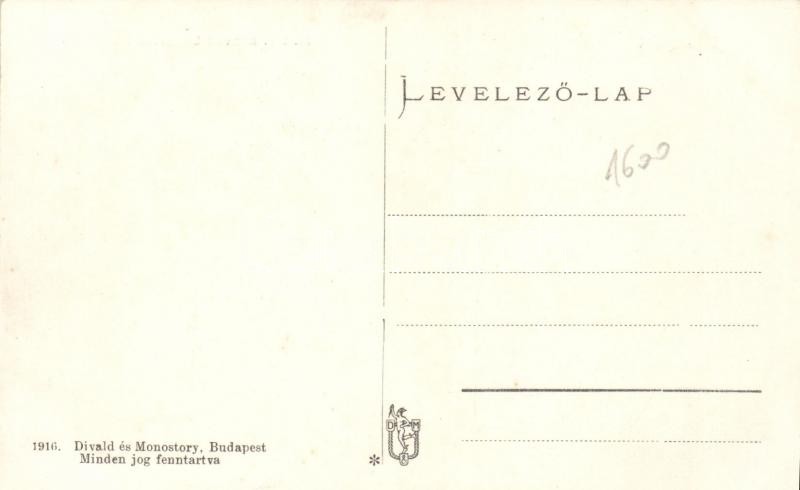 LEVELEZŐ-LAP
1600
1916. Divald és Monostory, Budapest
Minden jog fenntartva
*
D M